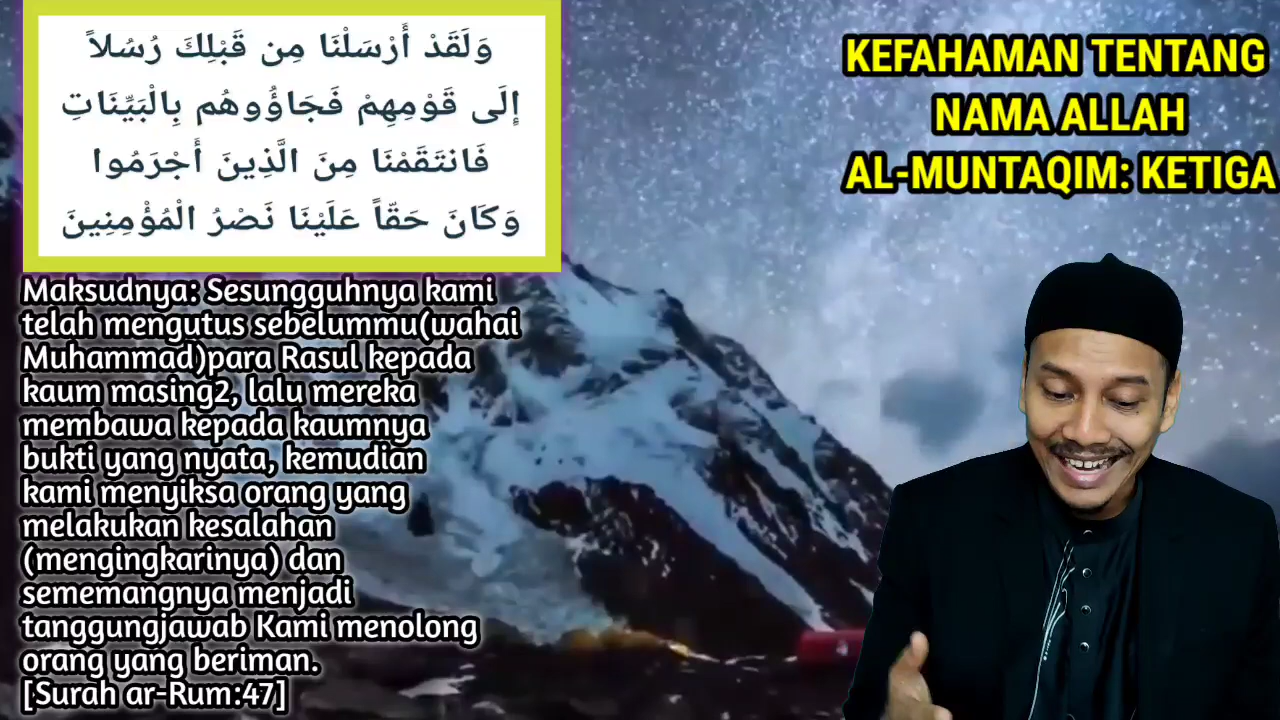 وَلَقَدْ أَرْسَلْنَا مِن قَبْلِكَ رُسُلاً
إِلَى قَوْمِهِمْ فَجَاؤُوهُم بِالْبَيِّنَاتِ
فَانتَقَمْنَا مِنَ الَّذِينَ أَجْرَمُوا
وَكَانَ حَقّاً عَلَيْنَا نَصْرُ الْمُؤْمِنِينَ
Maksudnya: Sesungguhnya kami
telah mengutus sebelummu(wahai
Muhammad)para Rasul kepada
kaum masing2, lalu mereka
membawa kepada kaumnya
bukti yang nyata, kemudian
kami menyiksa orang yang
melakukan kesalahan
(mengingkarinya) dan
sememangnya menjadi
tanggungjawab Kami menolong
orang yang beriman.
[Surah ar-Rum:47]
KEFAHAMAN TENTANG
NAMA ALLAH
AL-MUNTAQIM: KETIGA